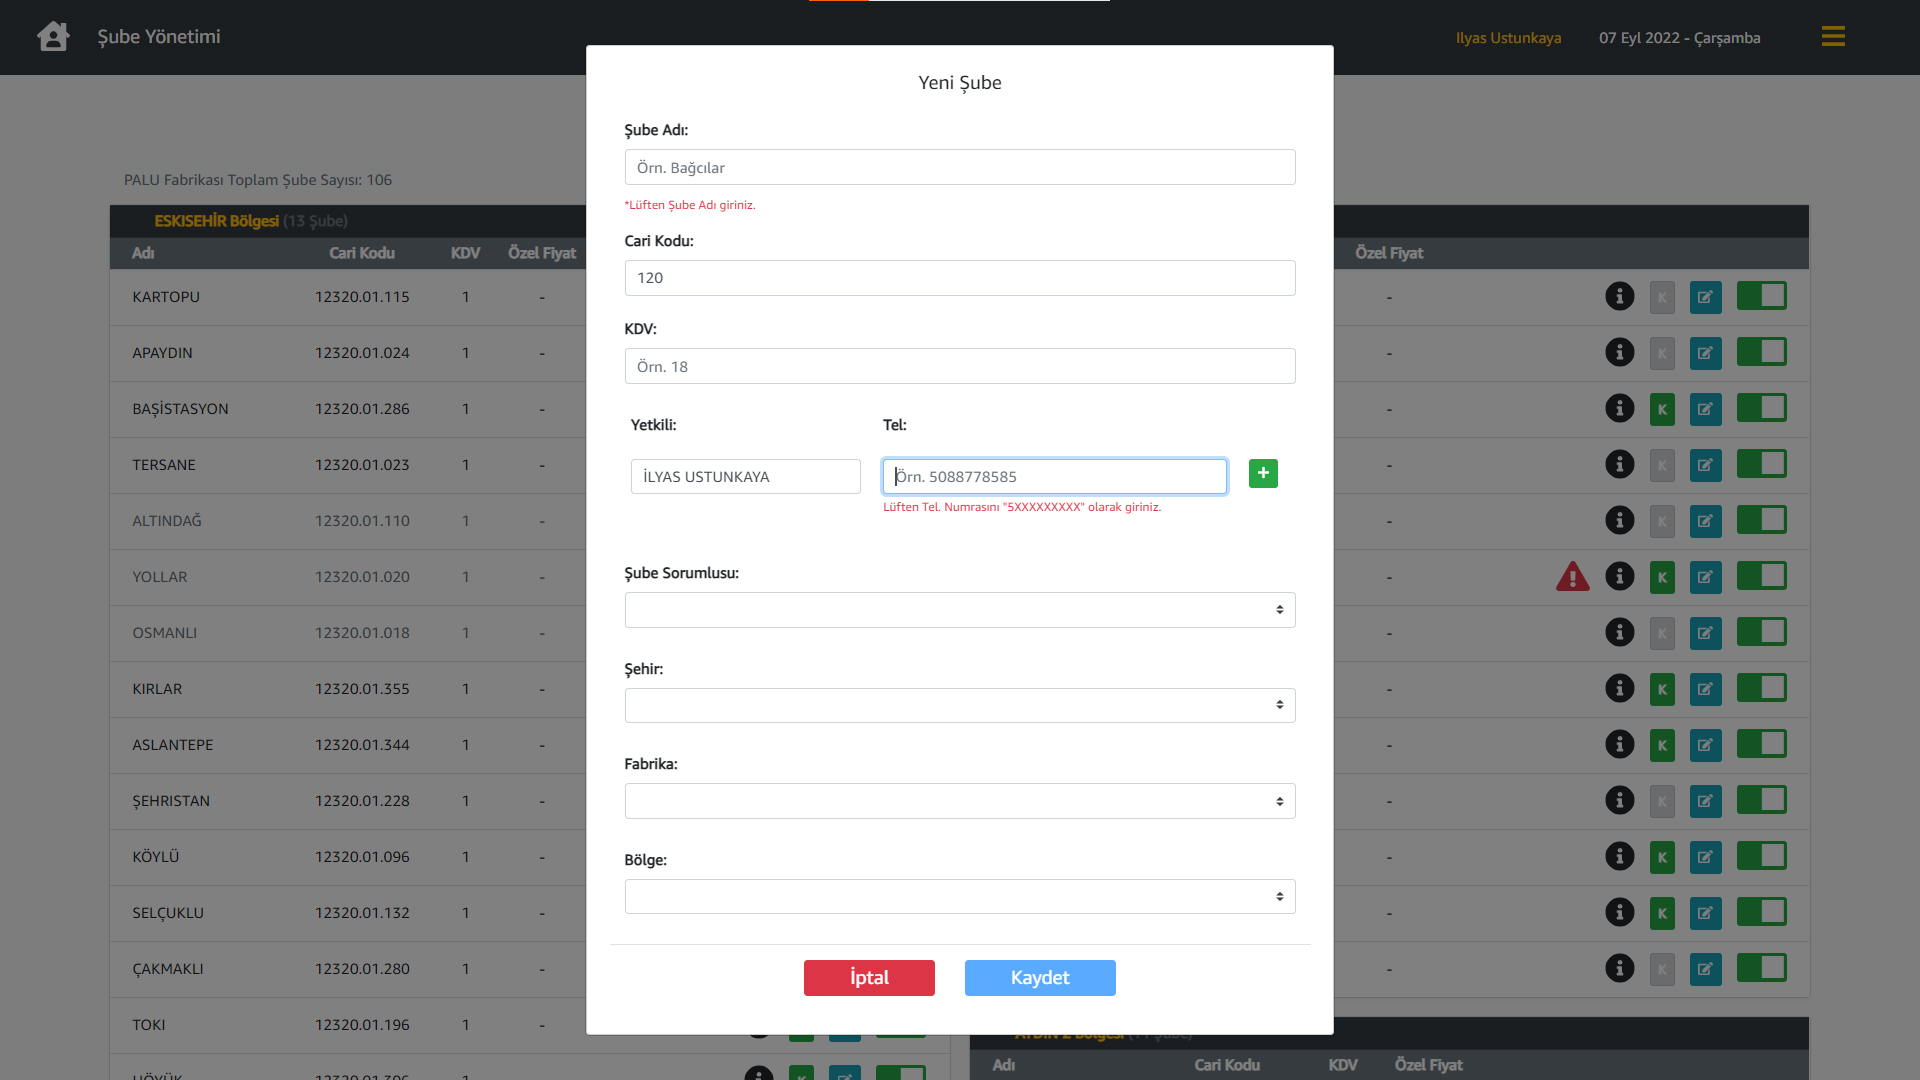 Şube Yönetimi
Ilyas Ustunkaya
07 Eyl 2022 - Çarşamba
PALU Fabrikası Toplam Şube Sayısı: 106
ESKISEHİR Bölgesi (13 Şube)
Adı Cari Kodu KDV Özel Fiyat
KARTOPU 12320.01.115 1 -
APAYDIN 12320.01.024 1 -
BAŞİSTASYON 12320.01.286 1 -
TERSANE 12320.01.023 1 -
ALTINDAĞ 12320.01.110 1 -
YOLLAR 12320.01.020 1 -
OSMANLI 12320.01.018 1 -
KIRLAR 12320.01.355 1 -
ASLANTEPE 12320.01.344 1 -
ŞEHRISTAN 12320.01.228 1 -
KÖYLÜ 12320.01.096 1 -
SELÇUKLU 12320.01.132 1 -
ÇAKMAKLI 12320.01.280 1 -
TOKI 12320.01.196 1 -
Yeni Şube
Şube Adı:
Örn. Bağcılar
*Lüften Şube Adı giriniz.
Cari Kodu:
120
KDV:
Örn. 18
Yetkili: Tel:
İLYAS USTUNKAYA Örn. 5088778585 +
Lüften Tel. Numrasını "5XXXXXXXXX" olarak giriniz.
Şube Sorumlusu:
Şehir:
Fabrika:
Bölge:
İptal Kaydet
Özel Fiyat
- K
- K
- K
- K
- K
- K
- K
- K
- K
- K
- K
- K
- K
AYDIN 2 Bölgesi
Adı Cari Kodu KDV Özel Fiyat